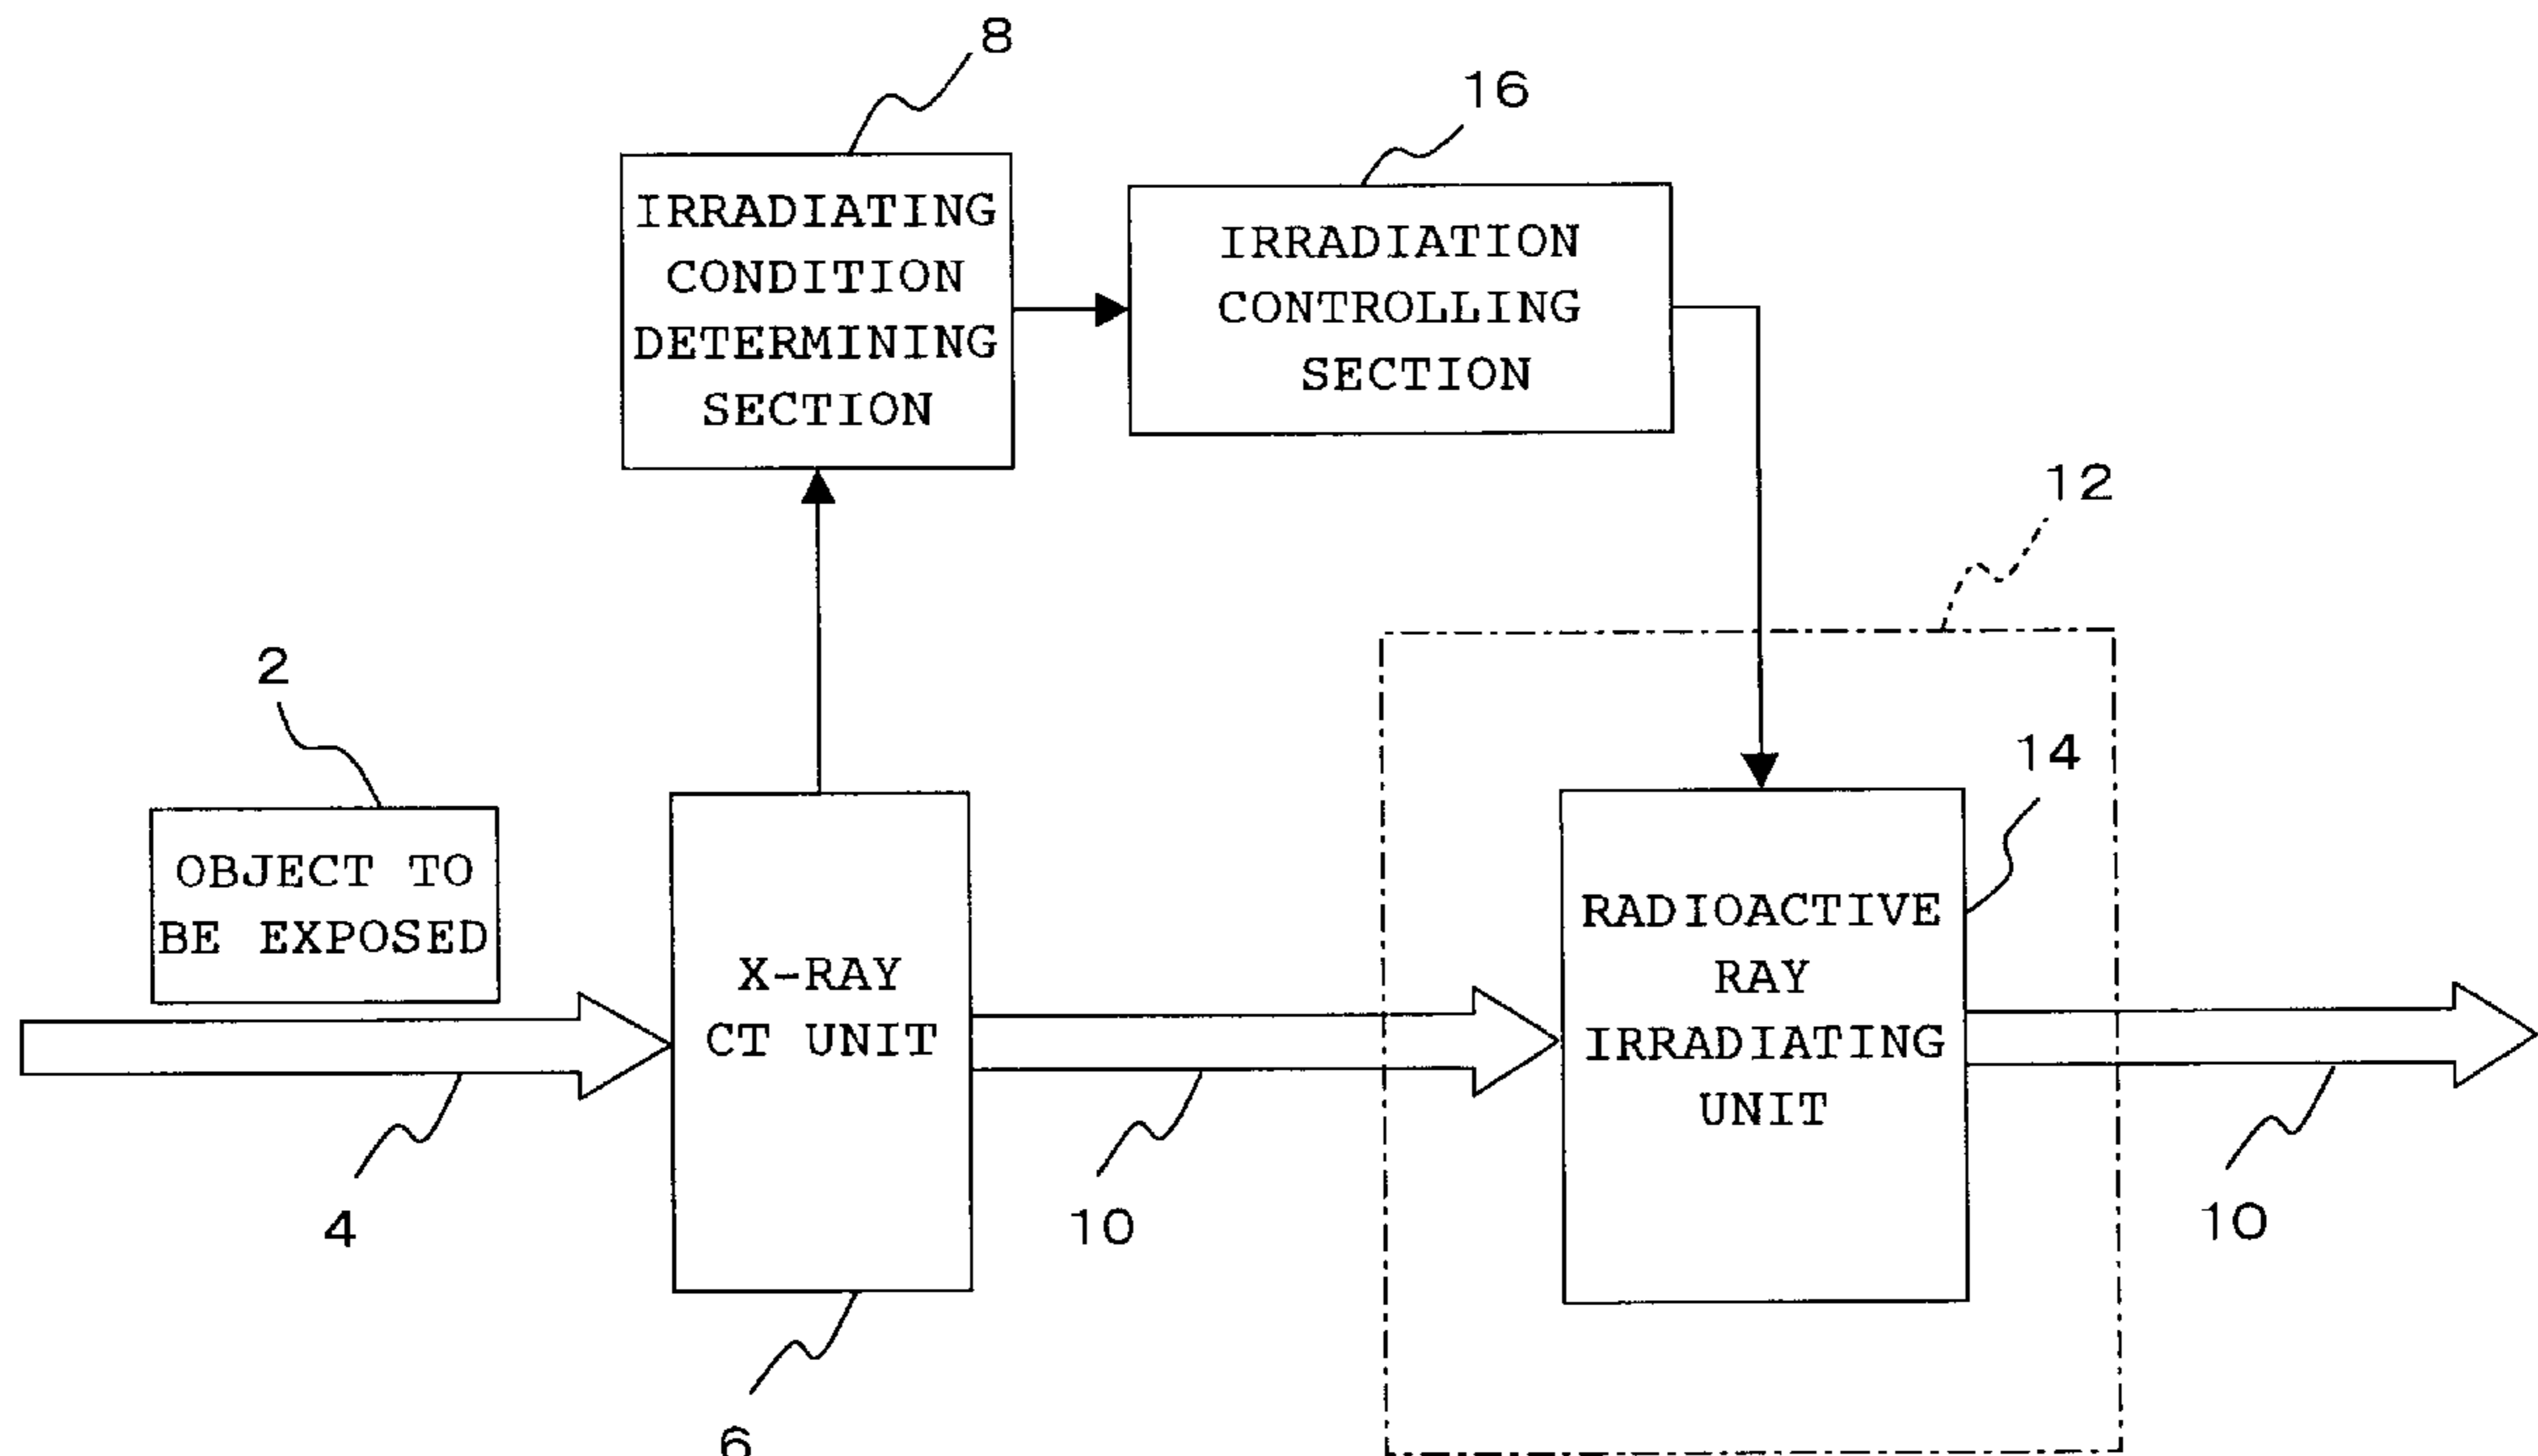 8
16
IRRADIATING
CONDITION
DETERMINING
SECTION
IRRADIATION
CONTROLLING
SECTION
12
2
14
OBJECT TO
BE EXPOSED
X-RAY
CT UNIT
RADIOACTIVE
RAY
IRRADIATING
UNIT
4
10
10
6